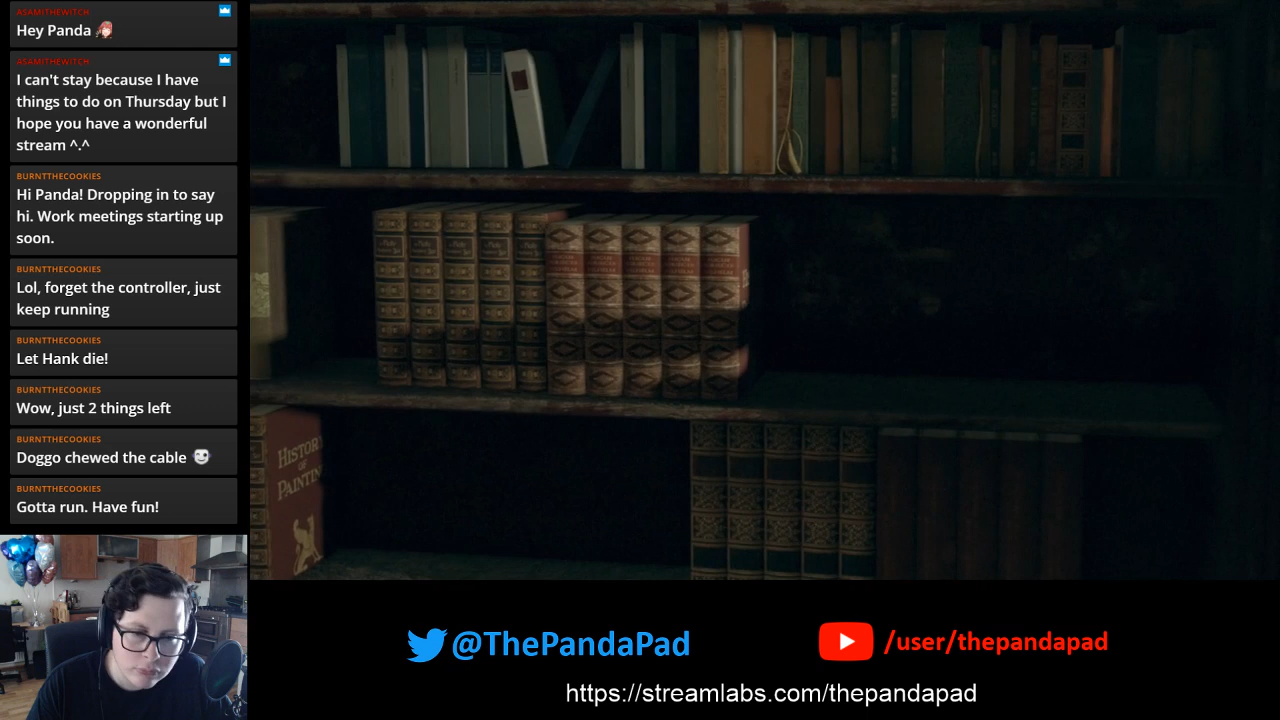 ASAMITHEWITCH
Hey Panda
ASAMITHEWITCH
I can't stay because I have
things to do on Thursday but I
hope you have a wonderful
stream ^.^
BURNTTHECOOKIES
Hi Panda! Dropping in to say
hi. Work meetings starting up
soon.
BURNTTHECOOKIES
Lol, forget the controller, just
keep running
BURNTTHECOOKIES
Let Hank die!
BURNTTHECOOKIES
Wow, just 2 things left
BURNTTHECOOKIES
Doggo chewed the cable
BURNTTHECOOKIES
Gotta run. Have fun!
HISTORY
OF
PAINTING
@ThePandaPad
/user/thepandapad
https://streamlabs.com/thepandapad